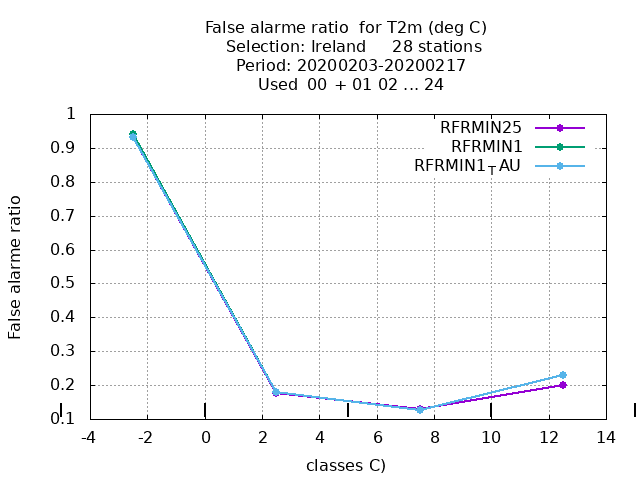 False alarme ratio  for T2m (deg C)
Selection: Ireland     28 stations
Period: 20200203-20200217
Used  00  + 01 02 ... 24
RFRMIN25
RFRMIN1
RFRMIN1TAU
1
0.9
0.8
0.7
0.6
0.5
0.4
0.3
0.2
0.1
False alarme ratio
-4 -2 0 2 4 6 8 10 12 14
classes C)